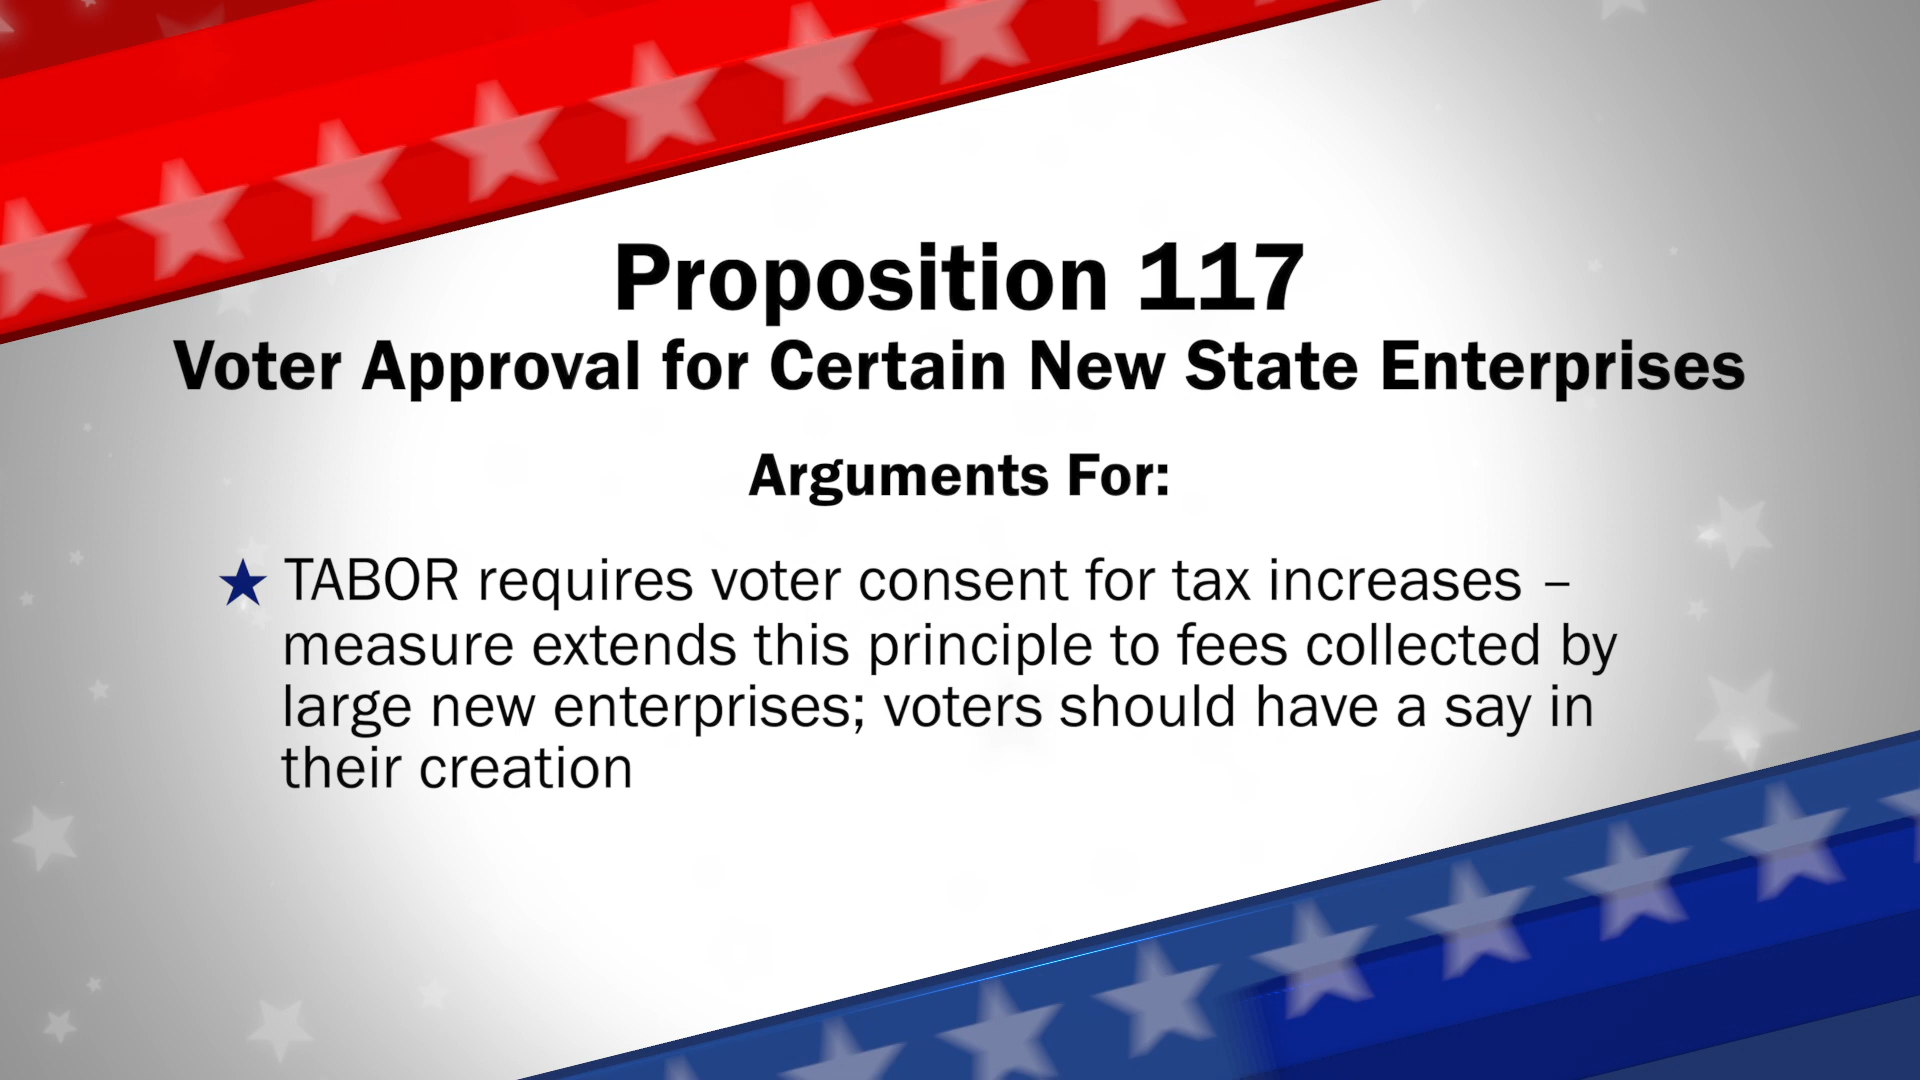 Proposition 117
Voter Approval for Certain New State Enterprises
Arguments For:
TABOR requires voter consent for tax increases –
measure extends this principle to fees collected by
large new enterprises; voters should have a say in
their creation